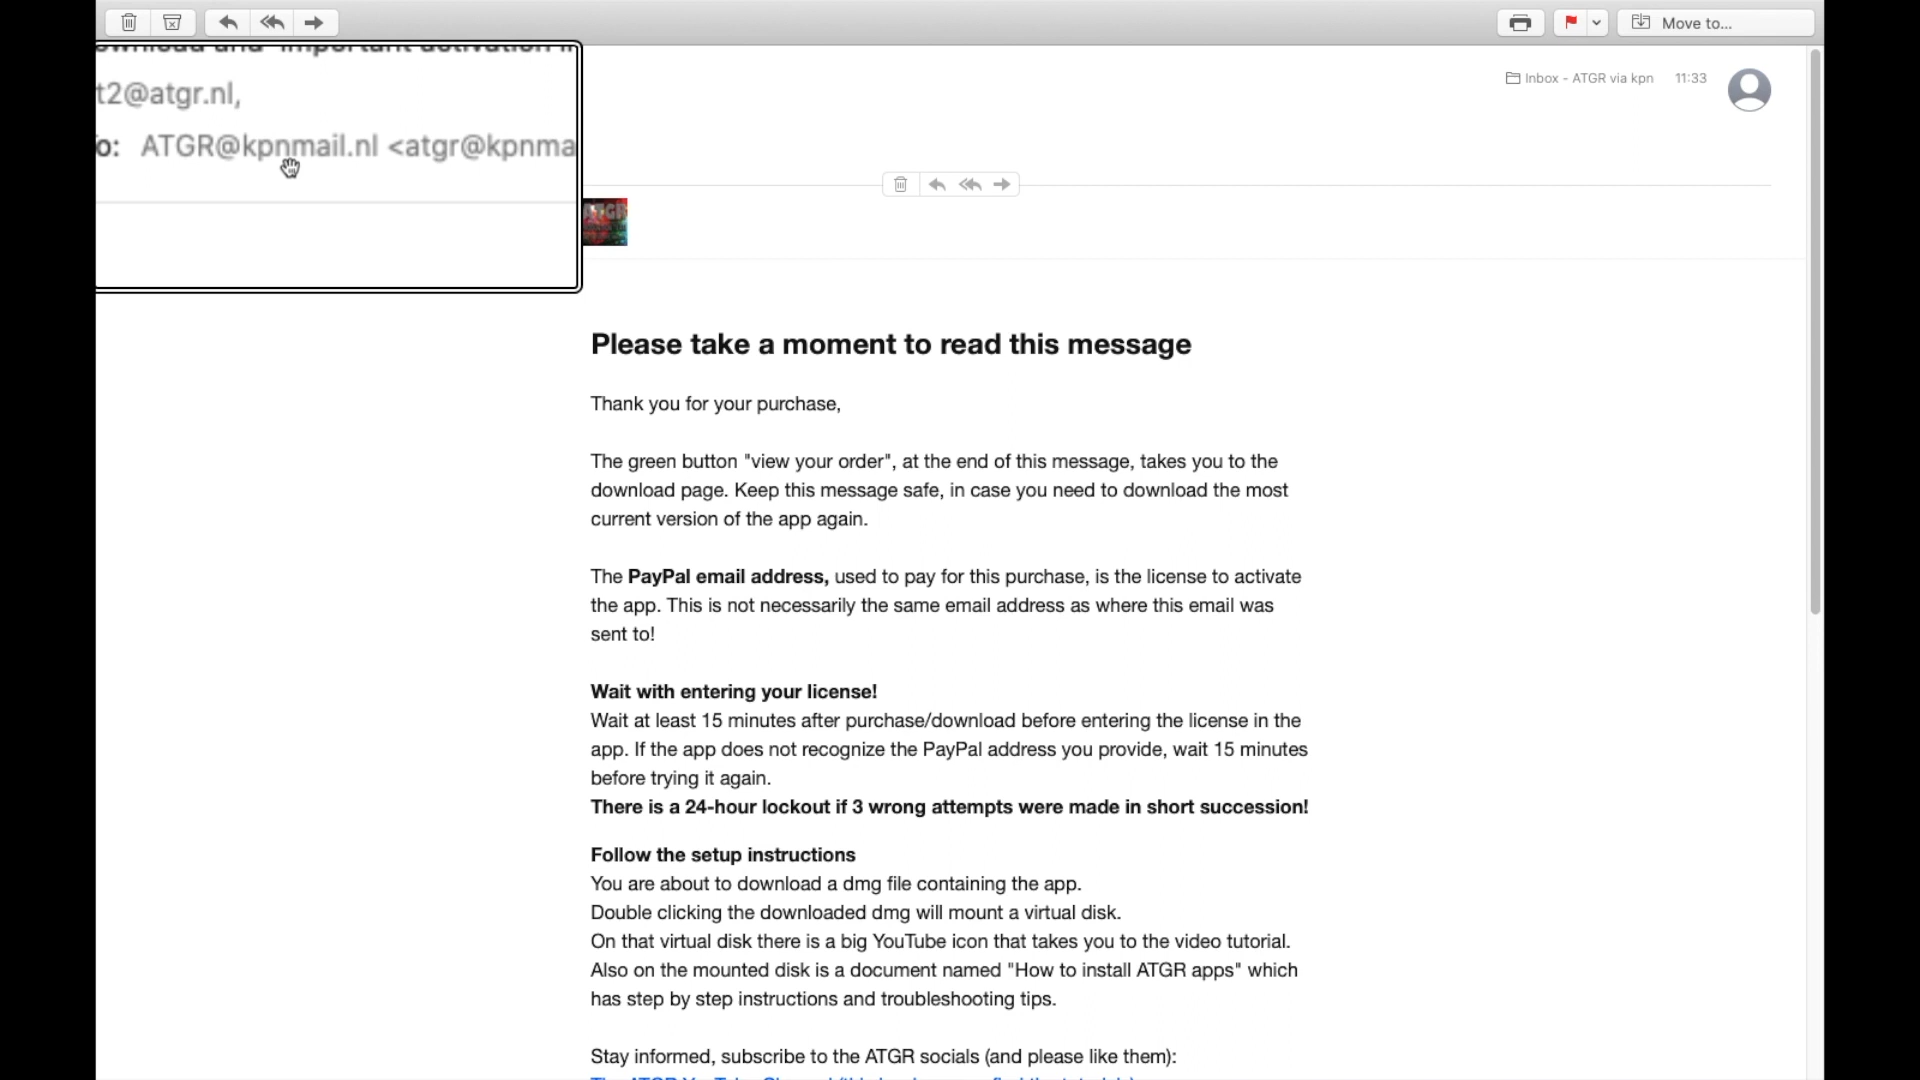 Move to...
download and important activation i
t2@atgr.nl,
o: ATGR@kpnmail.nl <atgr@kpnma
Inbox - ATGR via kpn 11:33
ATGR
Please take a moment to read this message
Thank you for your purchase,
The green button "view your order", at the end of this message, takes you to the
download page. Keep this message safe, in case you need to download the most
current version of the app again.
The PayPal email address, used to pay for this purchase, is the license to activate
the app. This is not necessarily the same email address as where this email was
sent to!
Wait with entering your license!
Wait at least 15 minutes after purchase/download before entering the license in the
app. If the app does not recognize the PayPal address you provide, wait 15 minutes
before trying it again.
There is a 24-hour lockout if 3 wrong attempts were made in short succession!
Follow the setup instructions
You are about to download a dmg file containing the app.
Double clicking the downloaded dmg will mount a virtual disk.
On that virtual disk there is a big YouTube icon that takes you to the video tutorial.
Also on the mounted disk is a document named "How to install ATGR apps" which
has step by step instructions and troubleshooting tips.
Stay informed, subscribe to the ATGR socials (and please like them):
The ATGR YouTube Channel